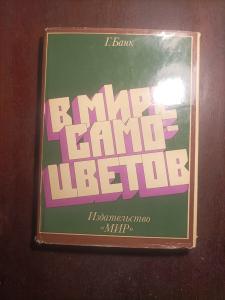 Г. Банк
В МИРЕ
САМО=
ЦВЕТОВ
Издательство
«МИР»